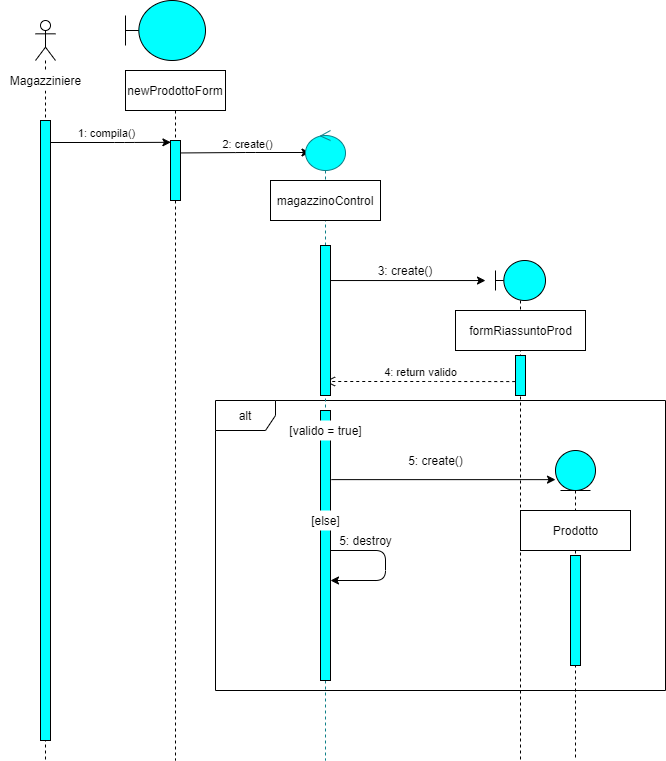 Magazziniere
newProdottoForm
1: compila()
2: create()
magazzinoControl
3: create()
formRiassuntoProd
4: return valido
alt
[valido = true]
5: create()
[else]
Prodotto
5: destroy